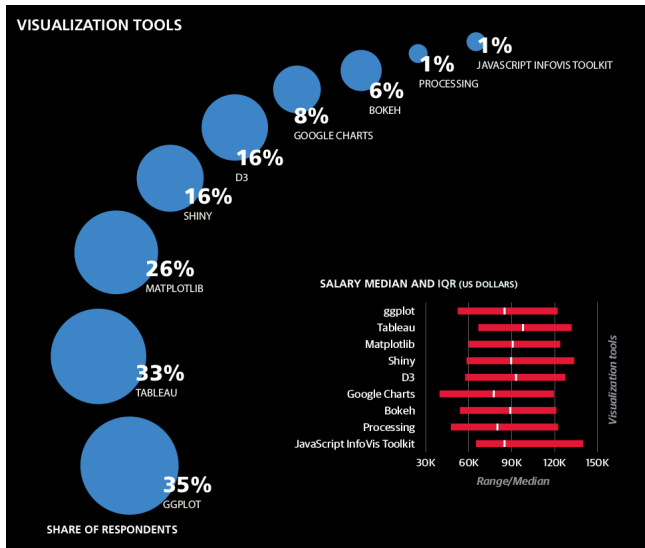 VISUALIZATION TOOLS
1%
JAVASCRIPT INFOVIS TOOLKIT
1%
PROCESSING
6%
BOKEH
8%
GOOGLE CHARTS
16%
D3
16%
SHINY
26%
MATPLOTLIB
33%
TABLEAU
35%
GGPLOT
SHARE OF RESPONDENTS
SALARY MEDIAN AND IQR (US DOLLARS)
ggplot
Tableau
Matplotlib
Shiny
D3
Google Charts
Bokeh
Processing
JavaScript InfoVis Toolkit
30K 60K 90K 120K 150K
Range/Median
Visualization tools